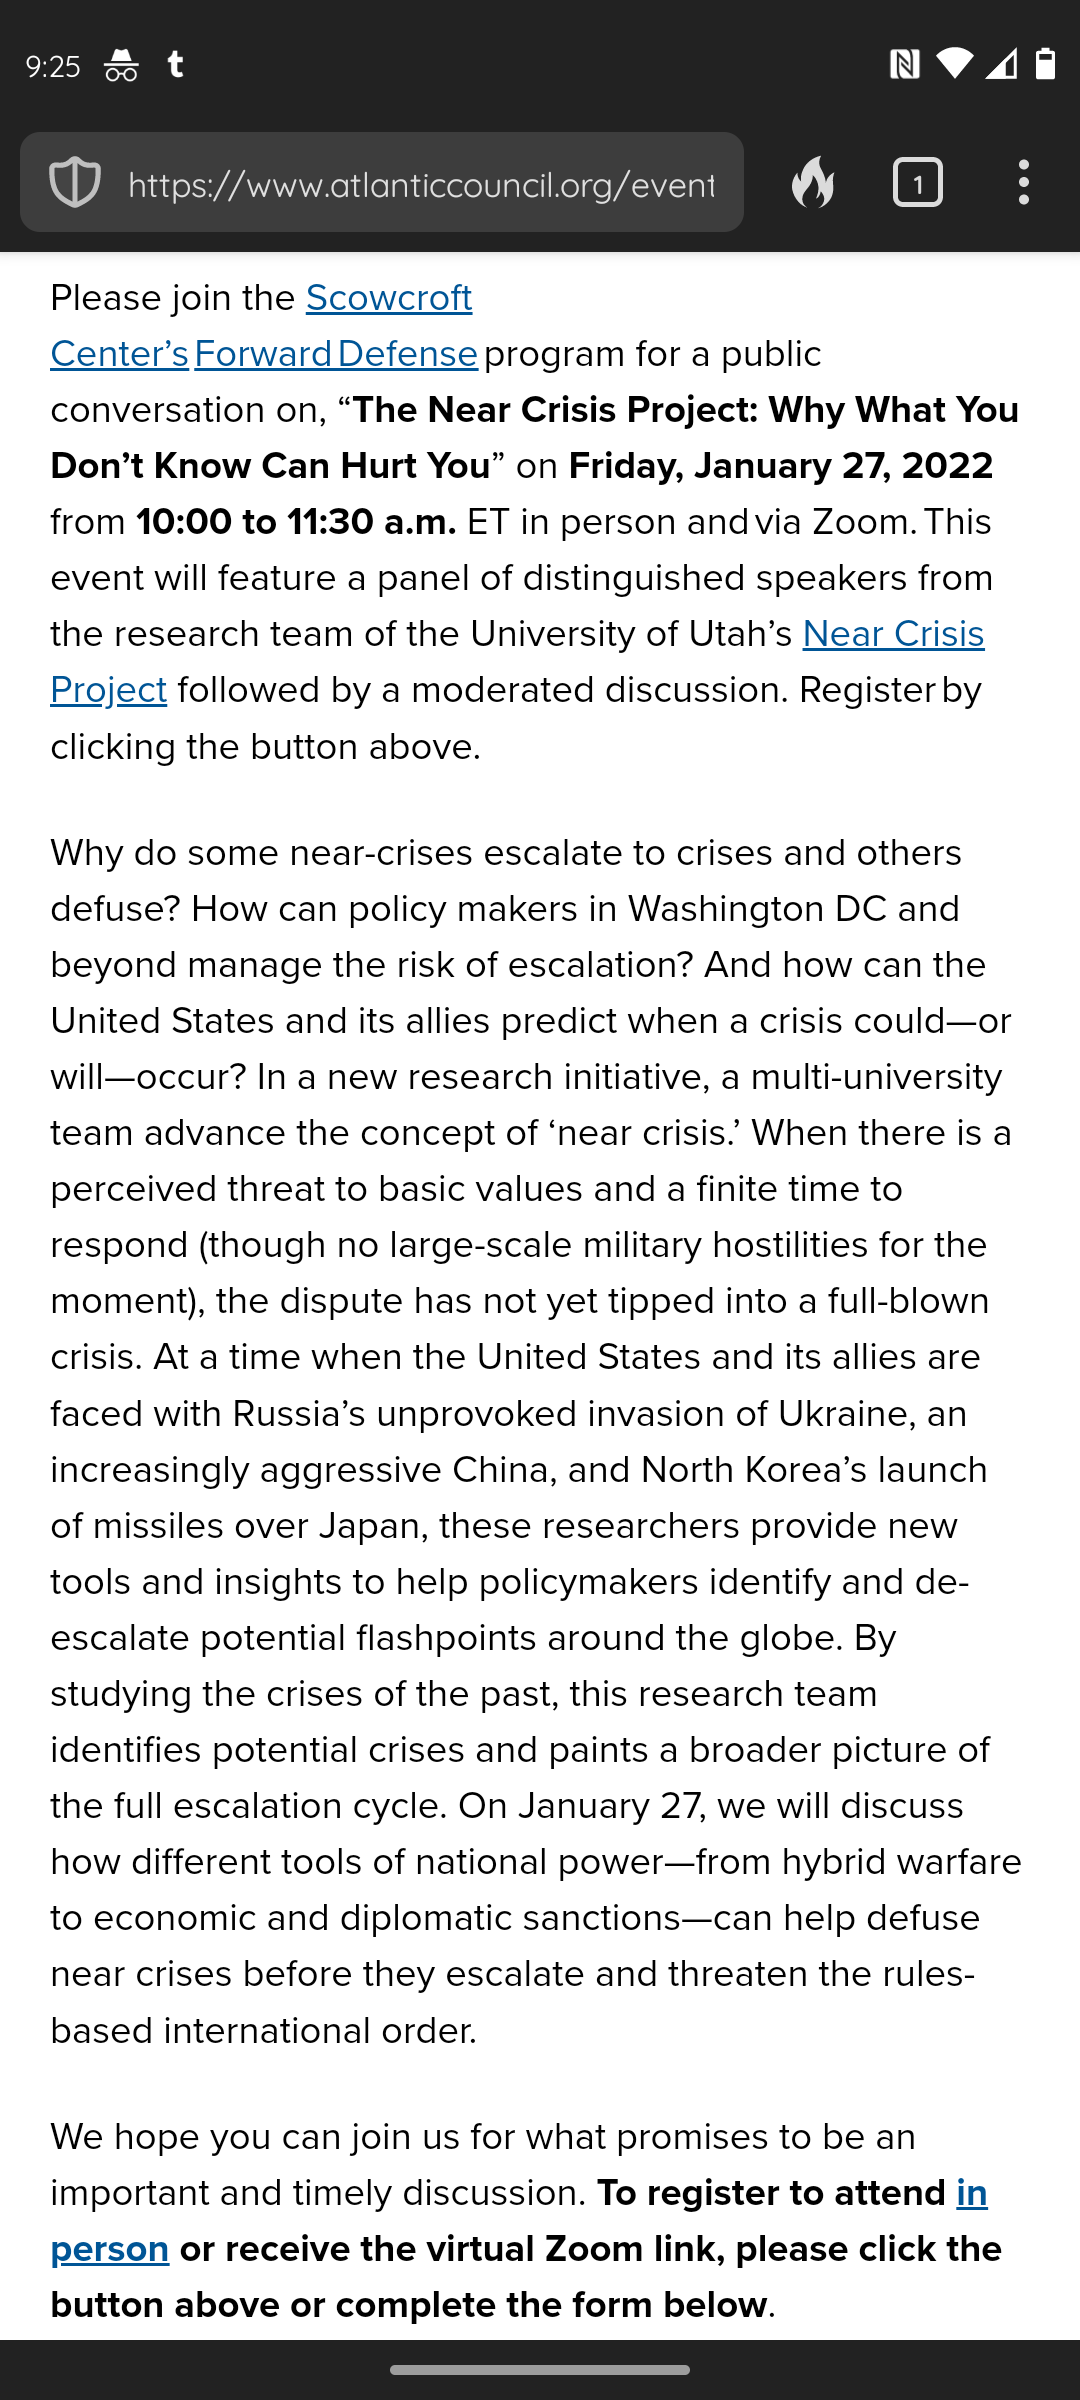 9:25 t
https://www.atlanticcouncil.org/event
1
Please join the Scowcroft
Center’s Forward Defense program for a public
conversation on, “The Near Crisis Project: Why What You
Don’t Know Can Hurt You” on Friday, January 27, 2022
from 10:00 to 11:30 a.m. ET in person and via Zoom. This
event will feature a panel of distinguished speakers from
the research team of the University of Utah’s Near Crisis
Project followed by a moderated discussion. Register by
clicking the button above.
Why do some near-crises escalate to crises and others
defuse? How can policy makers in Washington DC and
beyond manage the risk of escalation? And how can the
United States and its allies predict when a crisis could—or
will—occur? In a new research initiative, a multi-university
team advance the concept of ‘near crisis.’ When there is a
perceived threat to basic values and a finite time to
respond (though no large-scale military hostilities for the
moment), the dispute has not yet tipped into a full-blown
crisis. At a time when the United States and its allies are
faced with Russia’s unprovoked invasion of Ukraine, an
increasingly aggressive China, and North Korea’s launch
of missiles over Japan, these researchers provide new
tools and insights to help policymakers identify and de-
escalate potential flashpoints around the globe. By
studying the crises of the past, this research team
identifies potential crises and paints a broader picture of
the full escalation cycle. On January 27, we will discuss
how different tools of national power—from hybrid warfare
to economic and diplomatic sanctions—can help defuse
near crises before they escalate and threaten the rules-
based international order.
We hope you can join us for what promises to be an
important and timely discussion. To register to attend in
person or receive the virtual Zoom link, please click the
button above or complete the form below.